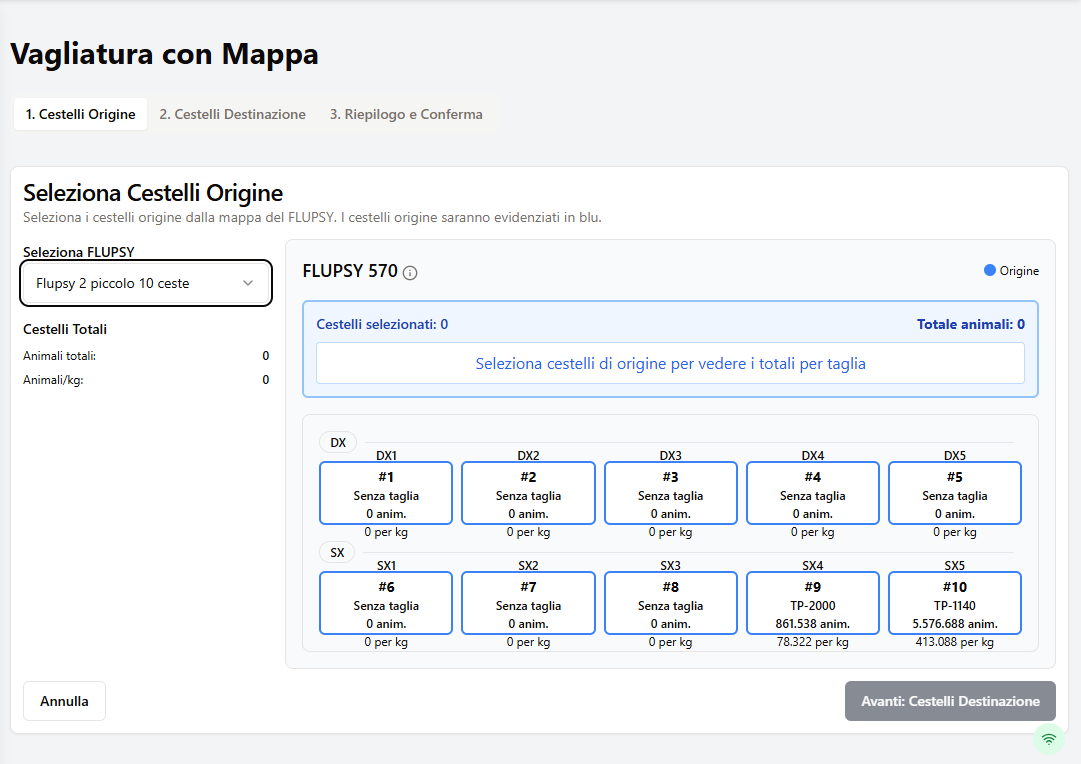 Vagliatura con Mappa
1. Cestelli Origine 2. Cestelli Destinazione 3. Riepilogo e Conferma
Seleziona Cestelli Origine
Seleziona i cestelli origine dalla mappa del FLUPSY. I cestelli origine saranno evidenziati in blu.
Seleziona FLUPSY
Flupsy 2 piccolo 10 ceste
Cestelli Totali
Animali totali: 0
Animali/kg: 0
FLUPSY 570
Origine
Cestelli selezionati: 0 Totale animali: 0
Seleziona cestelli di origine per vedere i totali per taglia
DX
DX1 DX2 DX3 DX4 DX5
#1 #2 #3 #4 #5
Senza taglia Senza taglia Senza taglia Senza taglia Senza taglia
0 anim. 0 anim. 0 anim. 0 anim. 0 anim.
0 per kg 0 per kg 0 per kg 0 per kg 0 per kg
SX
SX1 SX2 SX3 SX4 SX5
#6 #7 #8 #9 #10
Senza taglia Senza taglia Senza taglia TP-2000 TP-1140
0 anim. 0 anim. 0 anim. 861.538 anim. 5.576.688 anim.
0 per kg 0 per kg 0 per kg 78.322 per kg 413.088 per kg
Annulla
Avanti: Cestelli Destinazione